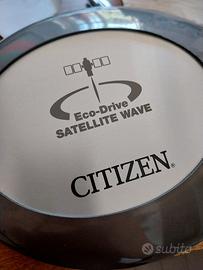 Eco-Drive
SATELLITE WAVE
CITIZEN®
subito